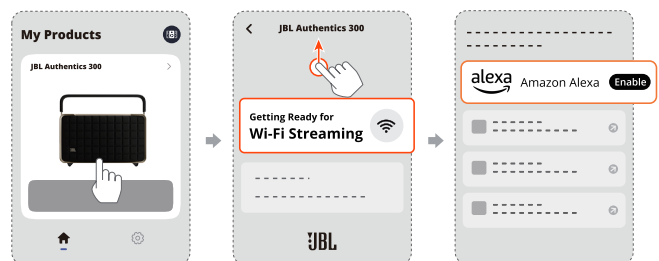 My Products
JBL Authentics 300
JBL
JBL Authentics 300
Getting Ready for
Wi-Fi Streaming
JBL
alexa Amazon Alexa Enable